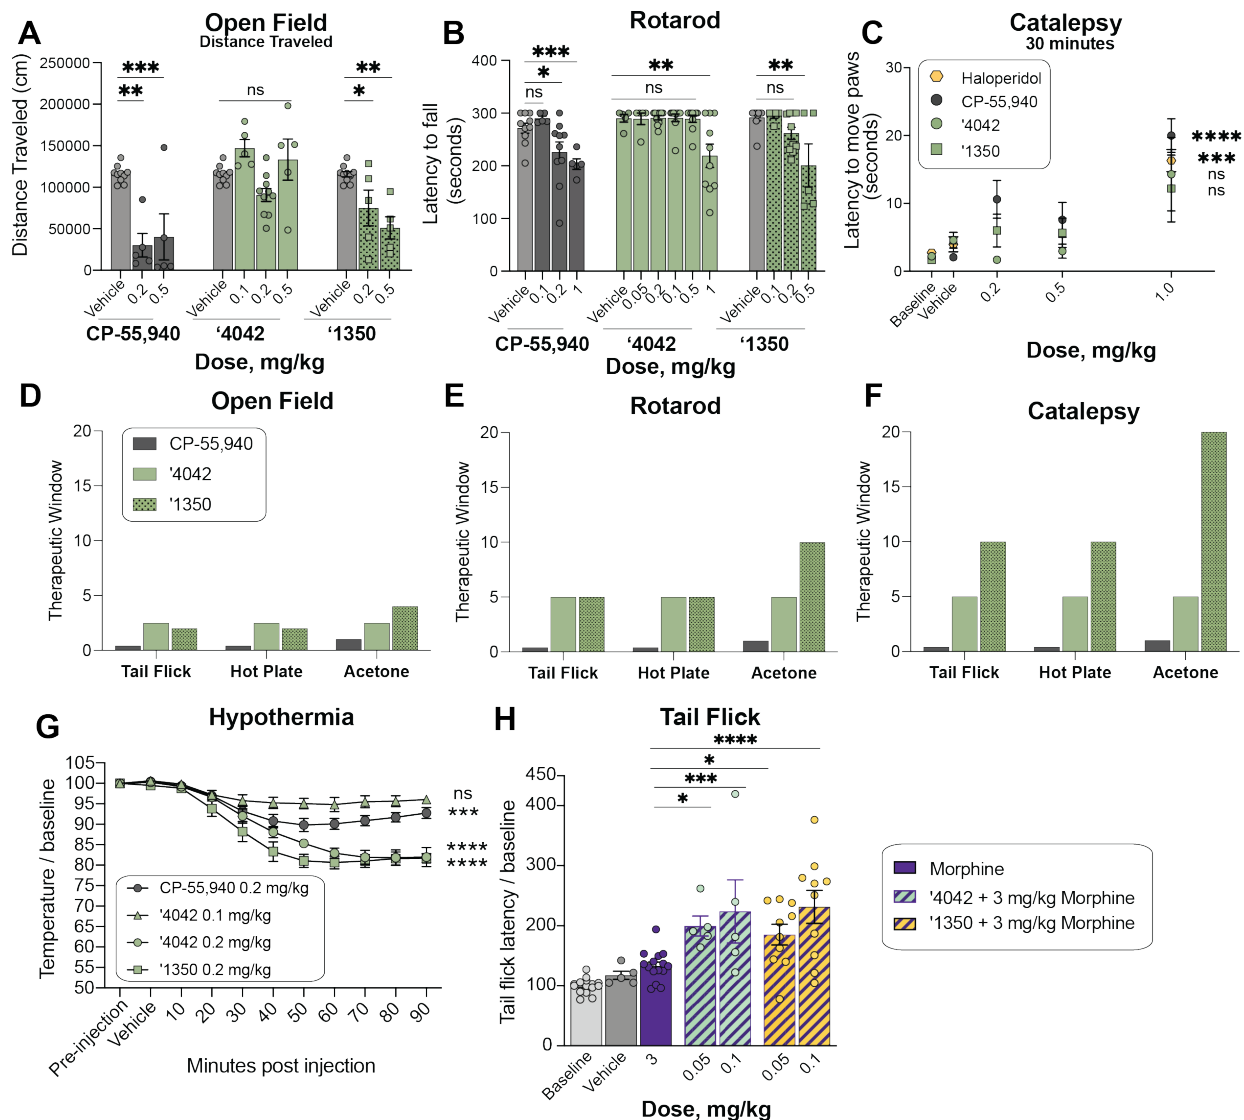 A
Open Field
Distance Traveled
Distance Traveled (cm)
250000
200000
150000
100000
50000
0
***
**
ns
**
*
Vehicle
0.2
0.5
Vehicle
0.1
0.2
0.5
Vehicle
0.2
0.5
CP-55,940
‘4042
‘1350
Dose, mg/kg
B
Rotarod
Latency to fall
(seconds)
400
300
200
100
0
***
*
ns
**
ns
**
ns
Vehicle
0.1
0.2
1
Vehicle
0.05
0.2
0.1
0.5
1
Vehicle
0.1
0.2
0.5
CP-55,940
‘4042
‘1350
Dose, mg/kg
C
Catalepsy
30 minutes
Latency to move paws
(seconds)
30
20
10
0
Haloperidol
CP-55,940
'4042
'1350
****
***
ns
ns
Baseline
Vehicle
0.2
0.5
1.0
Dose, mg/kg
D
Open Field
Therapeutic Window
20
15
10
5
0
CP-55,940
'4042
'1350
Tail Flick
Hot Plate
Acetone
E
Rotarod
Therapeutic Window
20
15
10
5
0
Tail Flick
Hot Plate
Acetone
F
Catalepsy
Therapeutic Window
20
15
10
5
0
Tail Flick
Hot Plate
Acetone
G
Hypothermia
Temperature / baseline
105
100
95
90
85
80
75
70
65
60
55
50
ns
***
****
****
CP-55,940 0.2 mg/kg
'4042 0.1 mg/kg
'4042 0.2 mg/kg
'1350 0.2 mg/kg
Pre-injection
Vehicle
10
20
30
40
50
60
70
80
90
Minutes post injection
H
Tail Flick
Tail flick latency / baseline
450
400
300
200
100
0
****
*
***
*
Baseline
Vehicle
3
0.05
0.1
0.05
0.1
Dose, mg/kg
Morphine
'4042 + 3 mg/kg Morphine
'1350 + 3 mg/kg Morphine